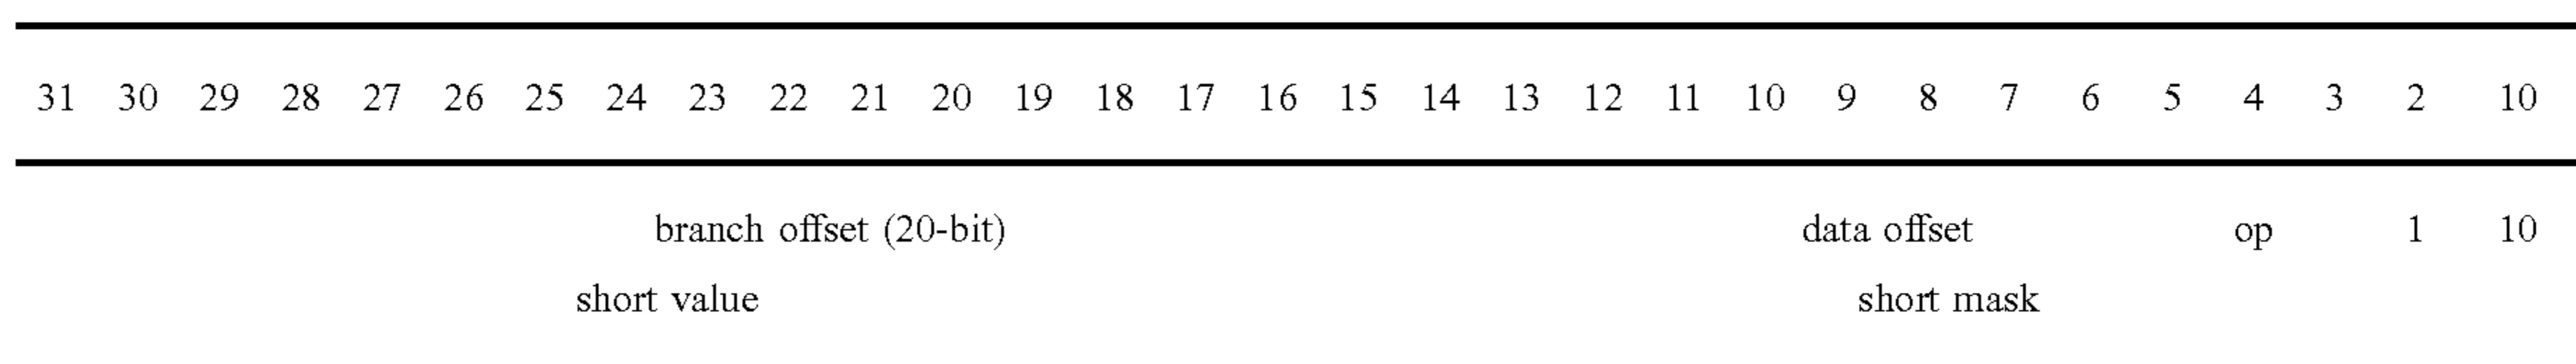 31 30 29 28 27 26 25 24 23 22 21 20 19 18 17 16 15 14 13 12 11 10 9 8 7 6 5 4 3 2 10
branch offset (20-bit) data offset op 1 10
short value short mask